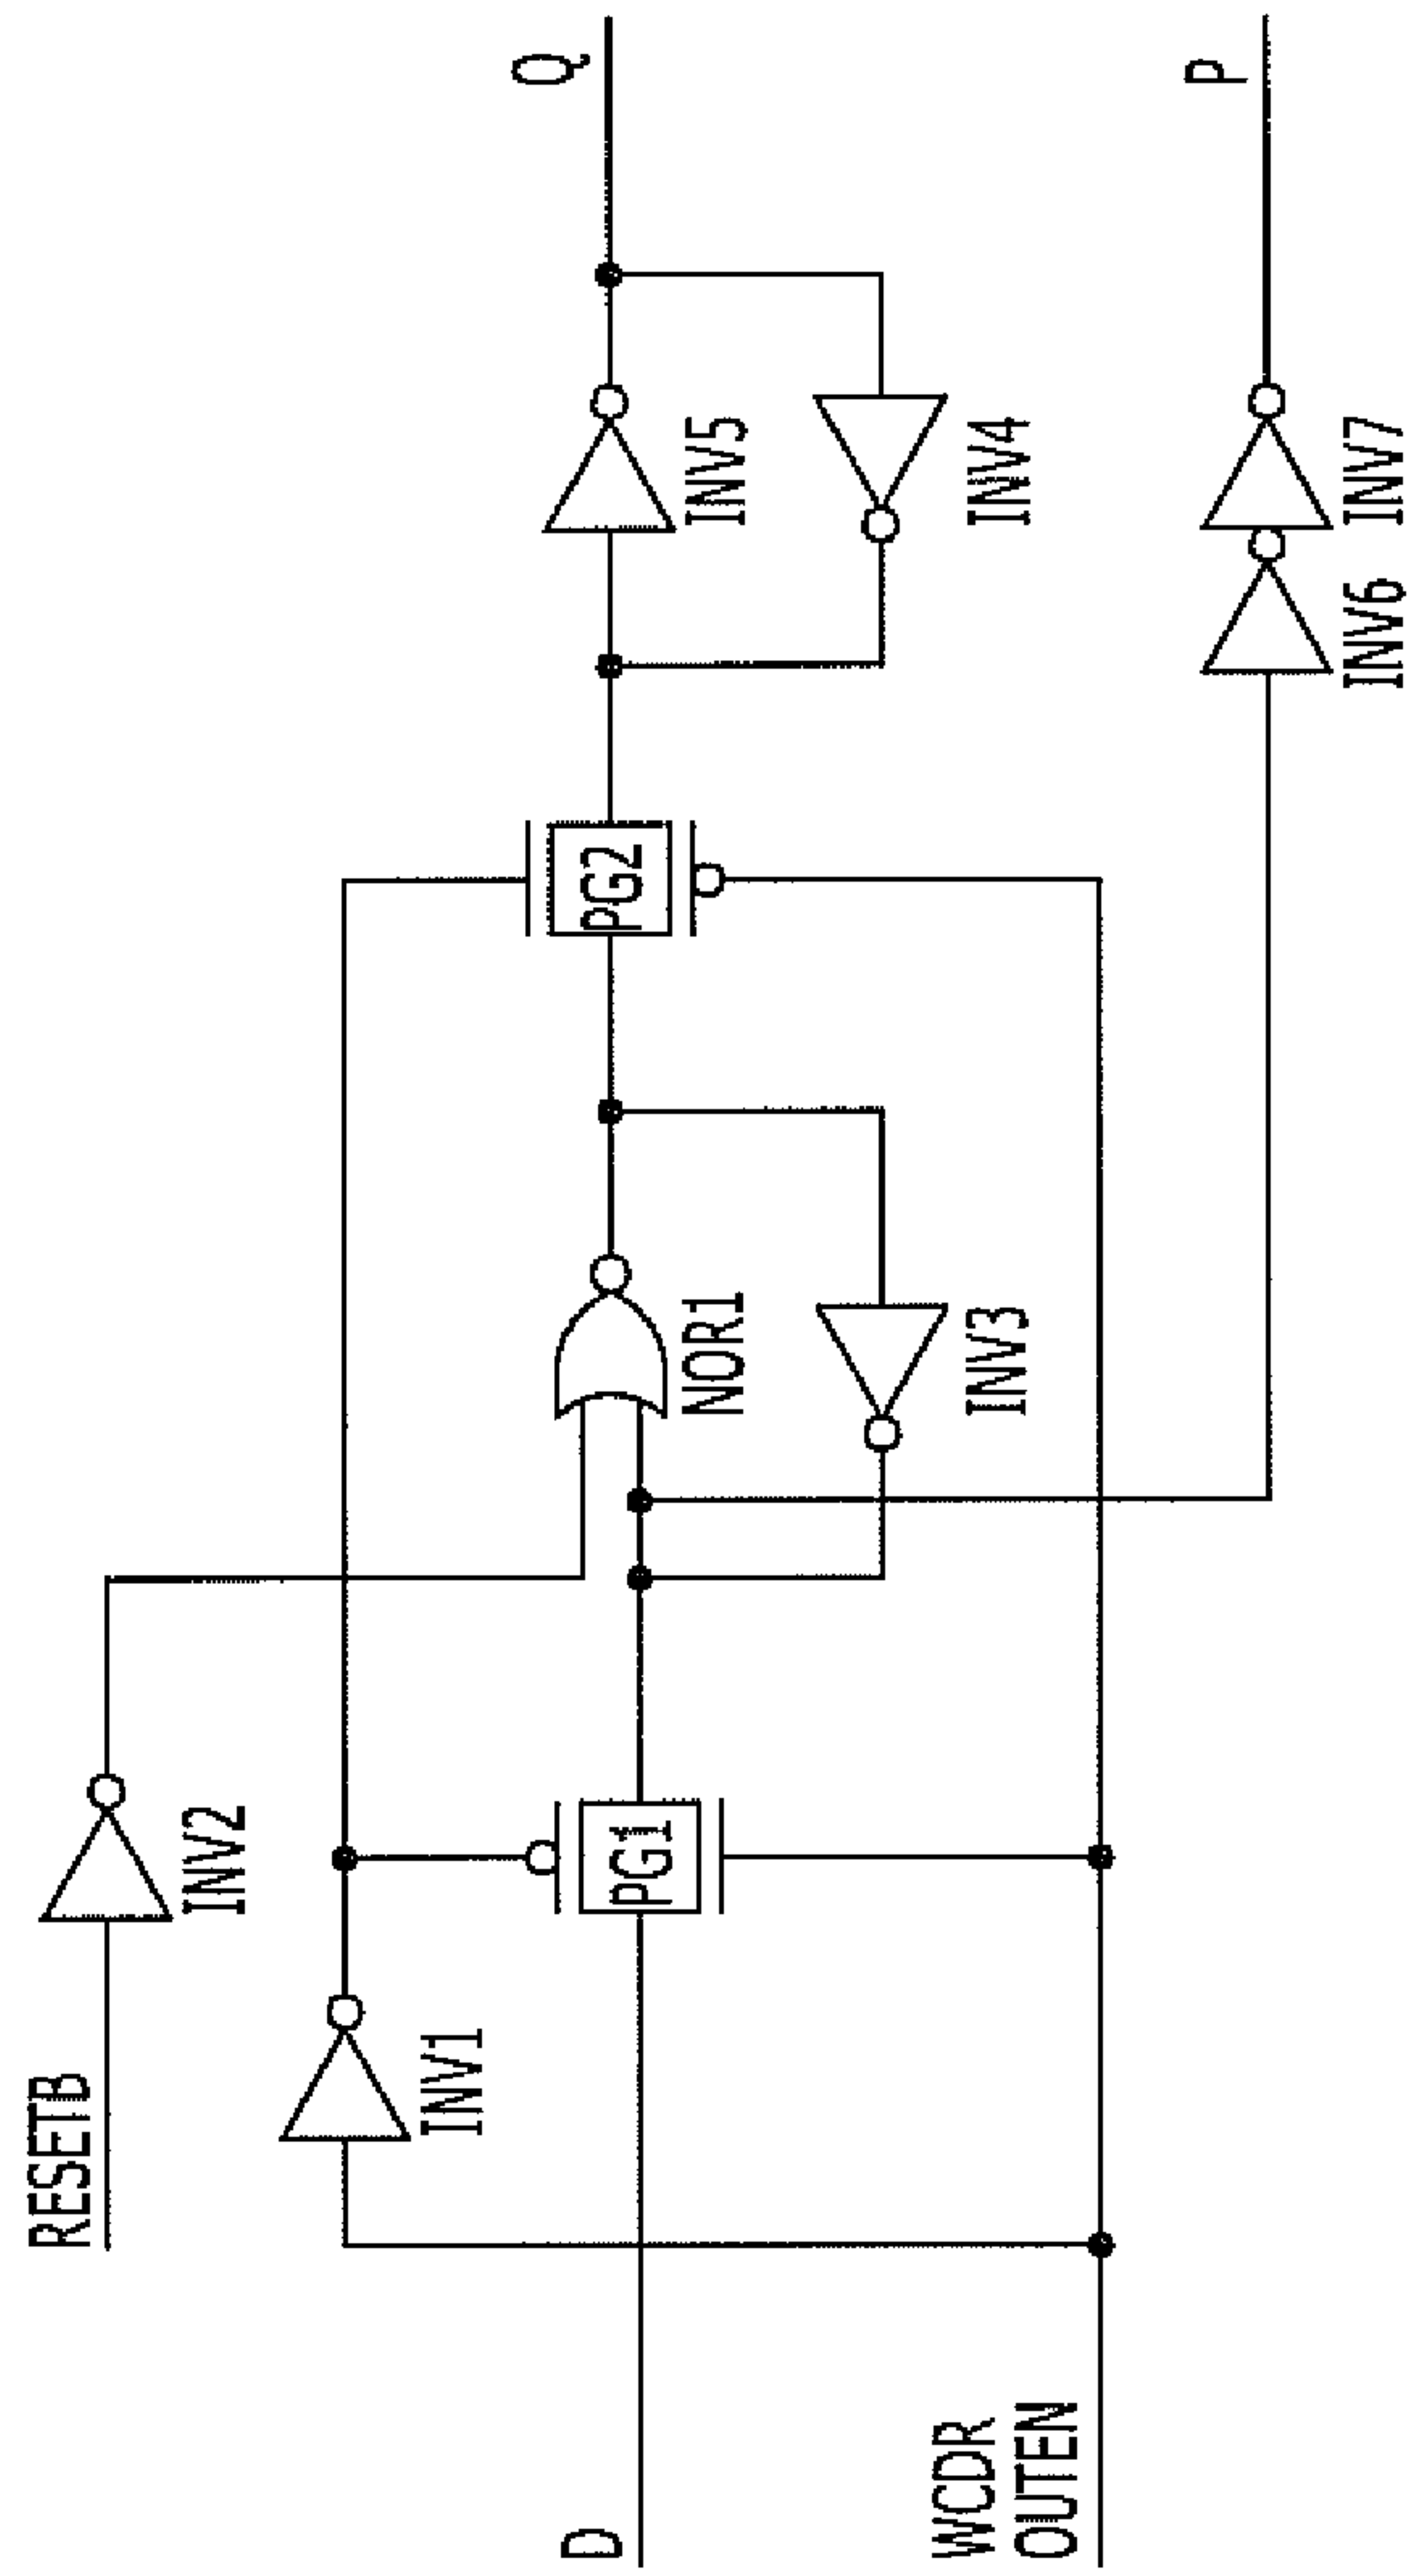 RESETB
INV2
INV1
D
PG1
NOR1
INV3
PG2
INV5
INV4
Q
WCDR
OUTEN
INV6
INV7
P